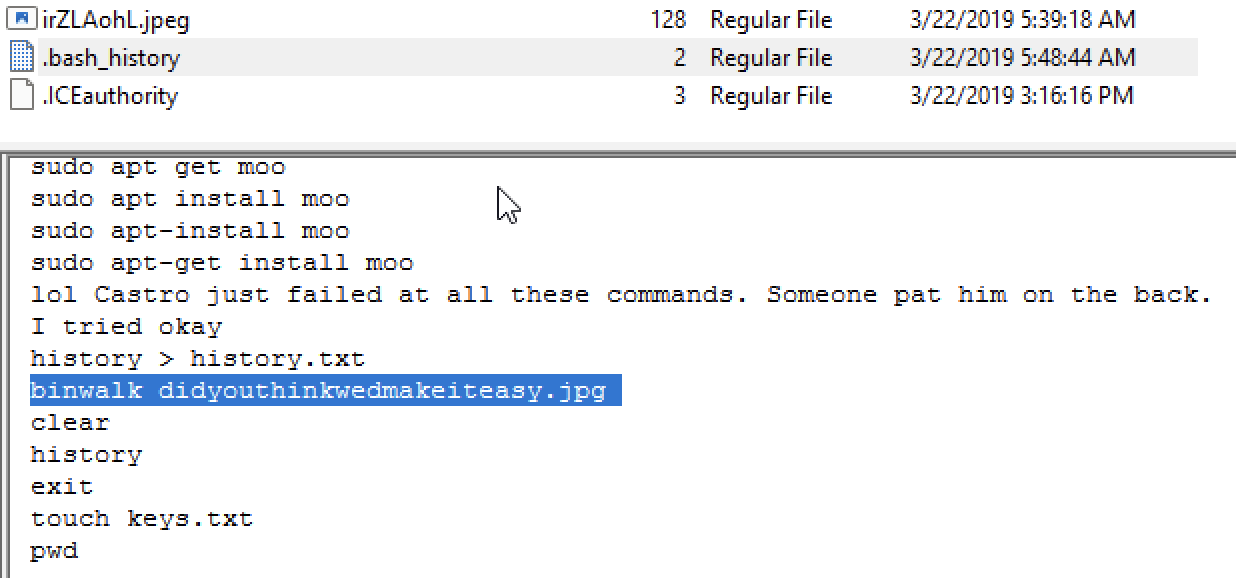 irZLAohL.jpeg 128 Regular File 3/22/2019 5:39:18 AM
.bash_history 2 Regular File 3/22/2019 5:48:44 AM
.ICEauthority 3 Regular File 3/22/2019 3:16:16 PM
sudo apt get moo
sudo apt install moo
sudo apt-install moo
sudo apt-get install moo
lol Castro just failed at all these commands. Someone pat him on the back.
I tried okay
history > history.txt
binwalk didyouthinkwedmakeiteasy.jpg
clear
history
exit
touch keys.txt
pwd